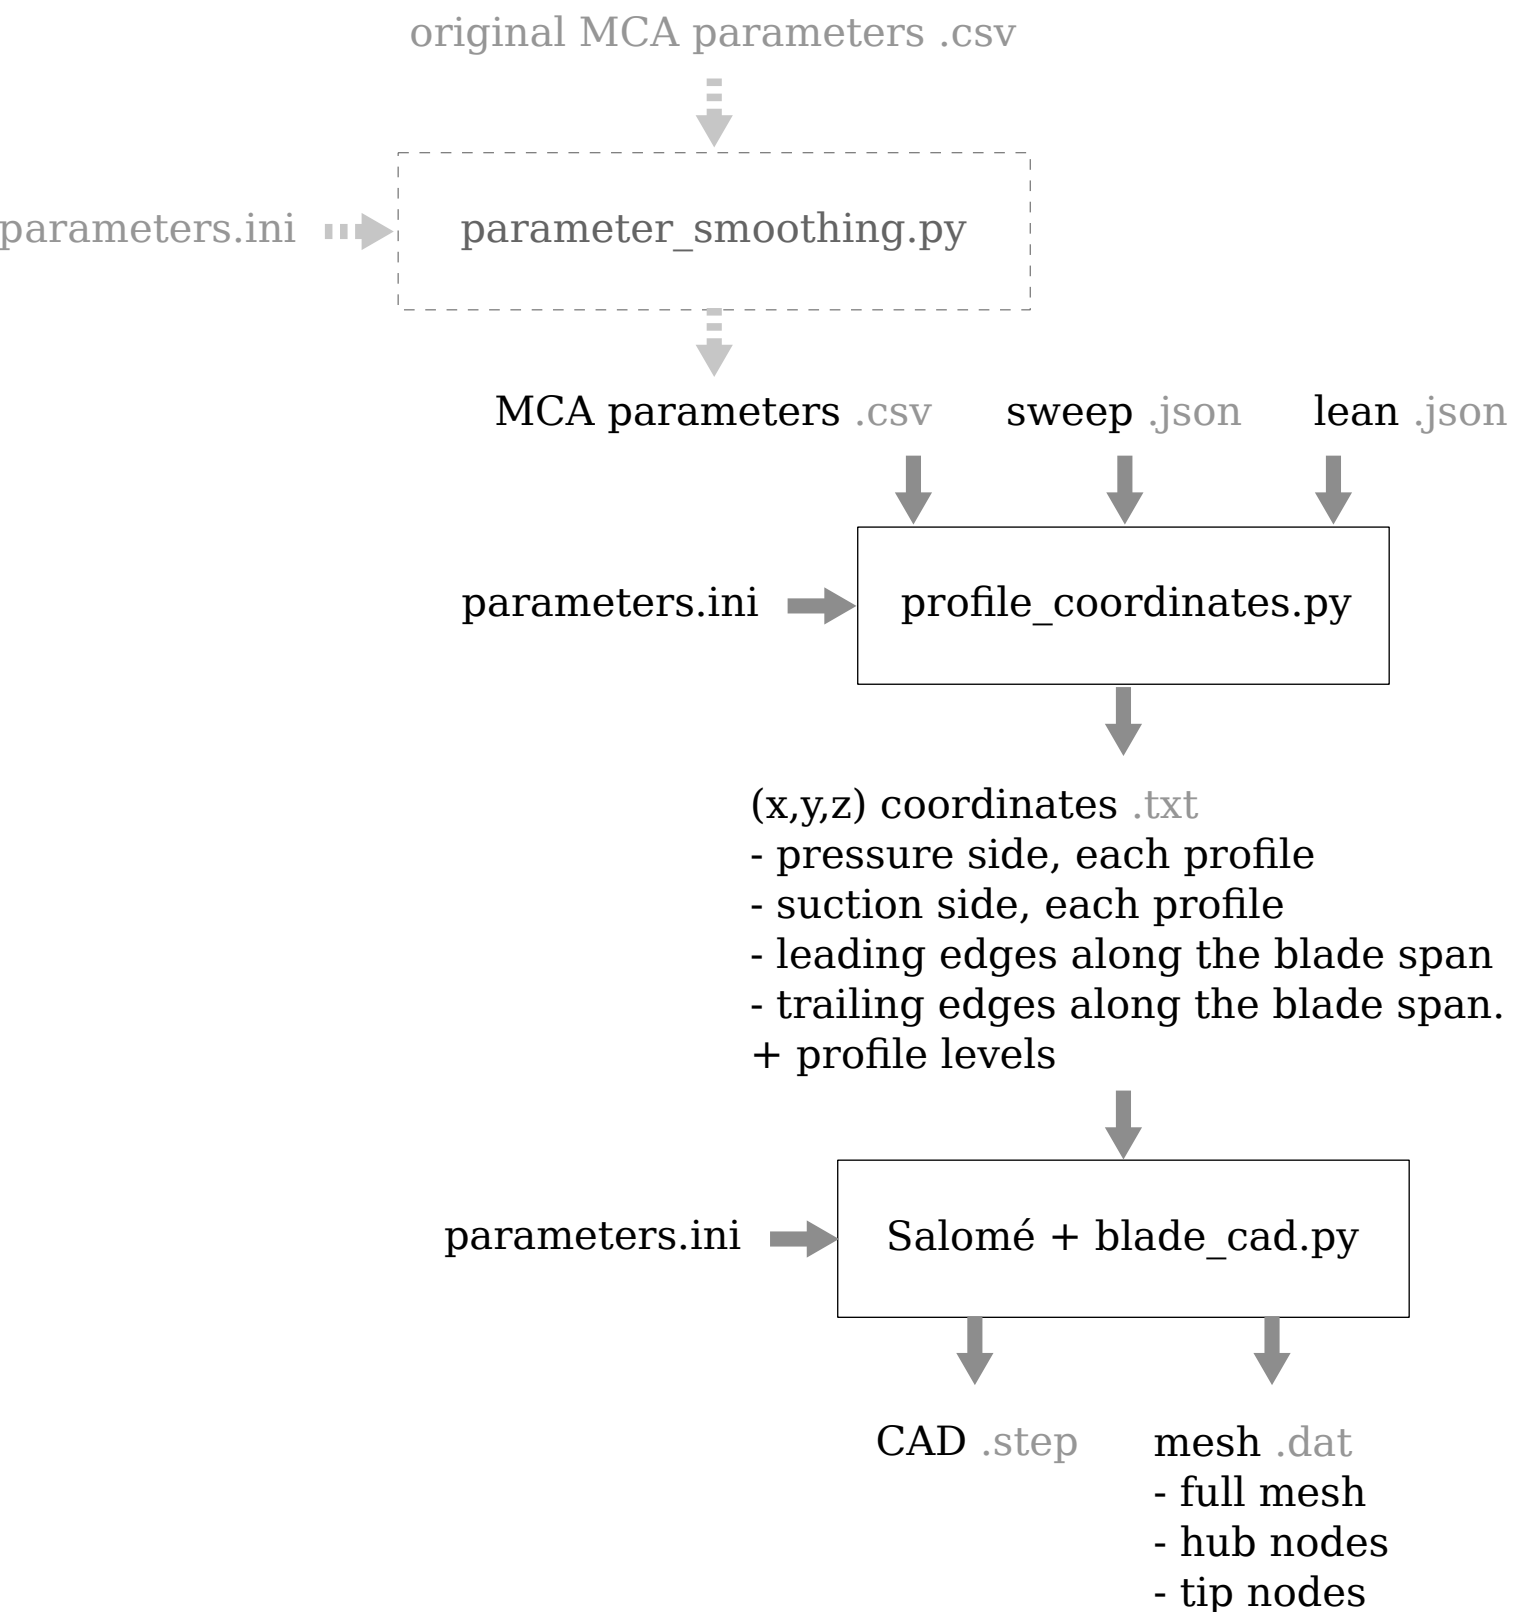 original MCA parameters .csv
parameters.ini
parameter_smoothing.py
MCA parameters .csv
sweep .json
lean .json
parameters.ini
profile_coordinates.py
(x,y,z) coordinates .txt
- pressure side, each profile
- suction side, each profile
- leading edges along the blade span
- trailing edges along the blade span.
+ profile levels
parameters.ini
Salomé + blade_cad.py
CAD .step
mesh .dat
- full mesh
- hub nodes
- tip nodes